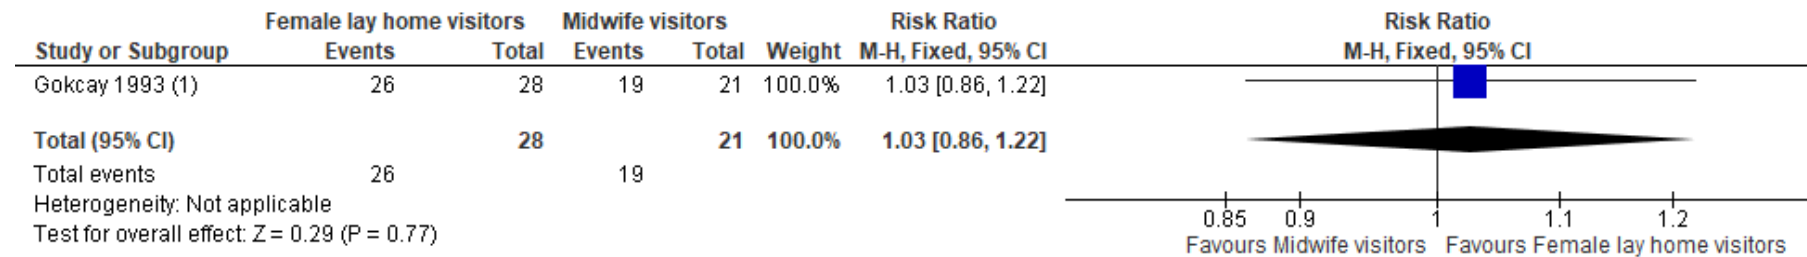 Female lay home visitors Midwife visitors Risk Ratio Risk Ratio
Study or Subgroup Events Total Events Total Weight M-H, Fixed, 95% CI M-H, Fixed, 95% CI
Gokcay 1993 (1) 26 28 19 21 100.0% 1.03 [0.86, 1.22]
Total (95% CI) 28 21 100.0% 1.03 [0.86, 1.22]
Total events 26 19
Heterogeneity: Not applicable
Test for overall effect: Z = 0.29 (P = 0.77)
0.85 0.9 1 1.1 1.2
Favours Midwife visitors Favours Female lay home visitors